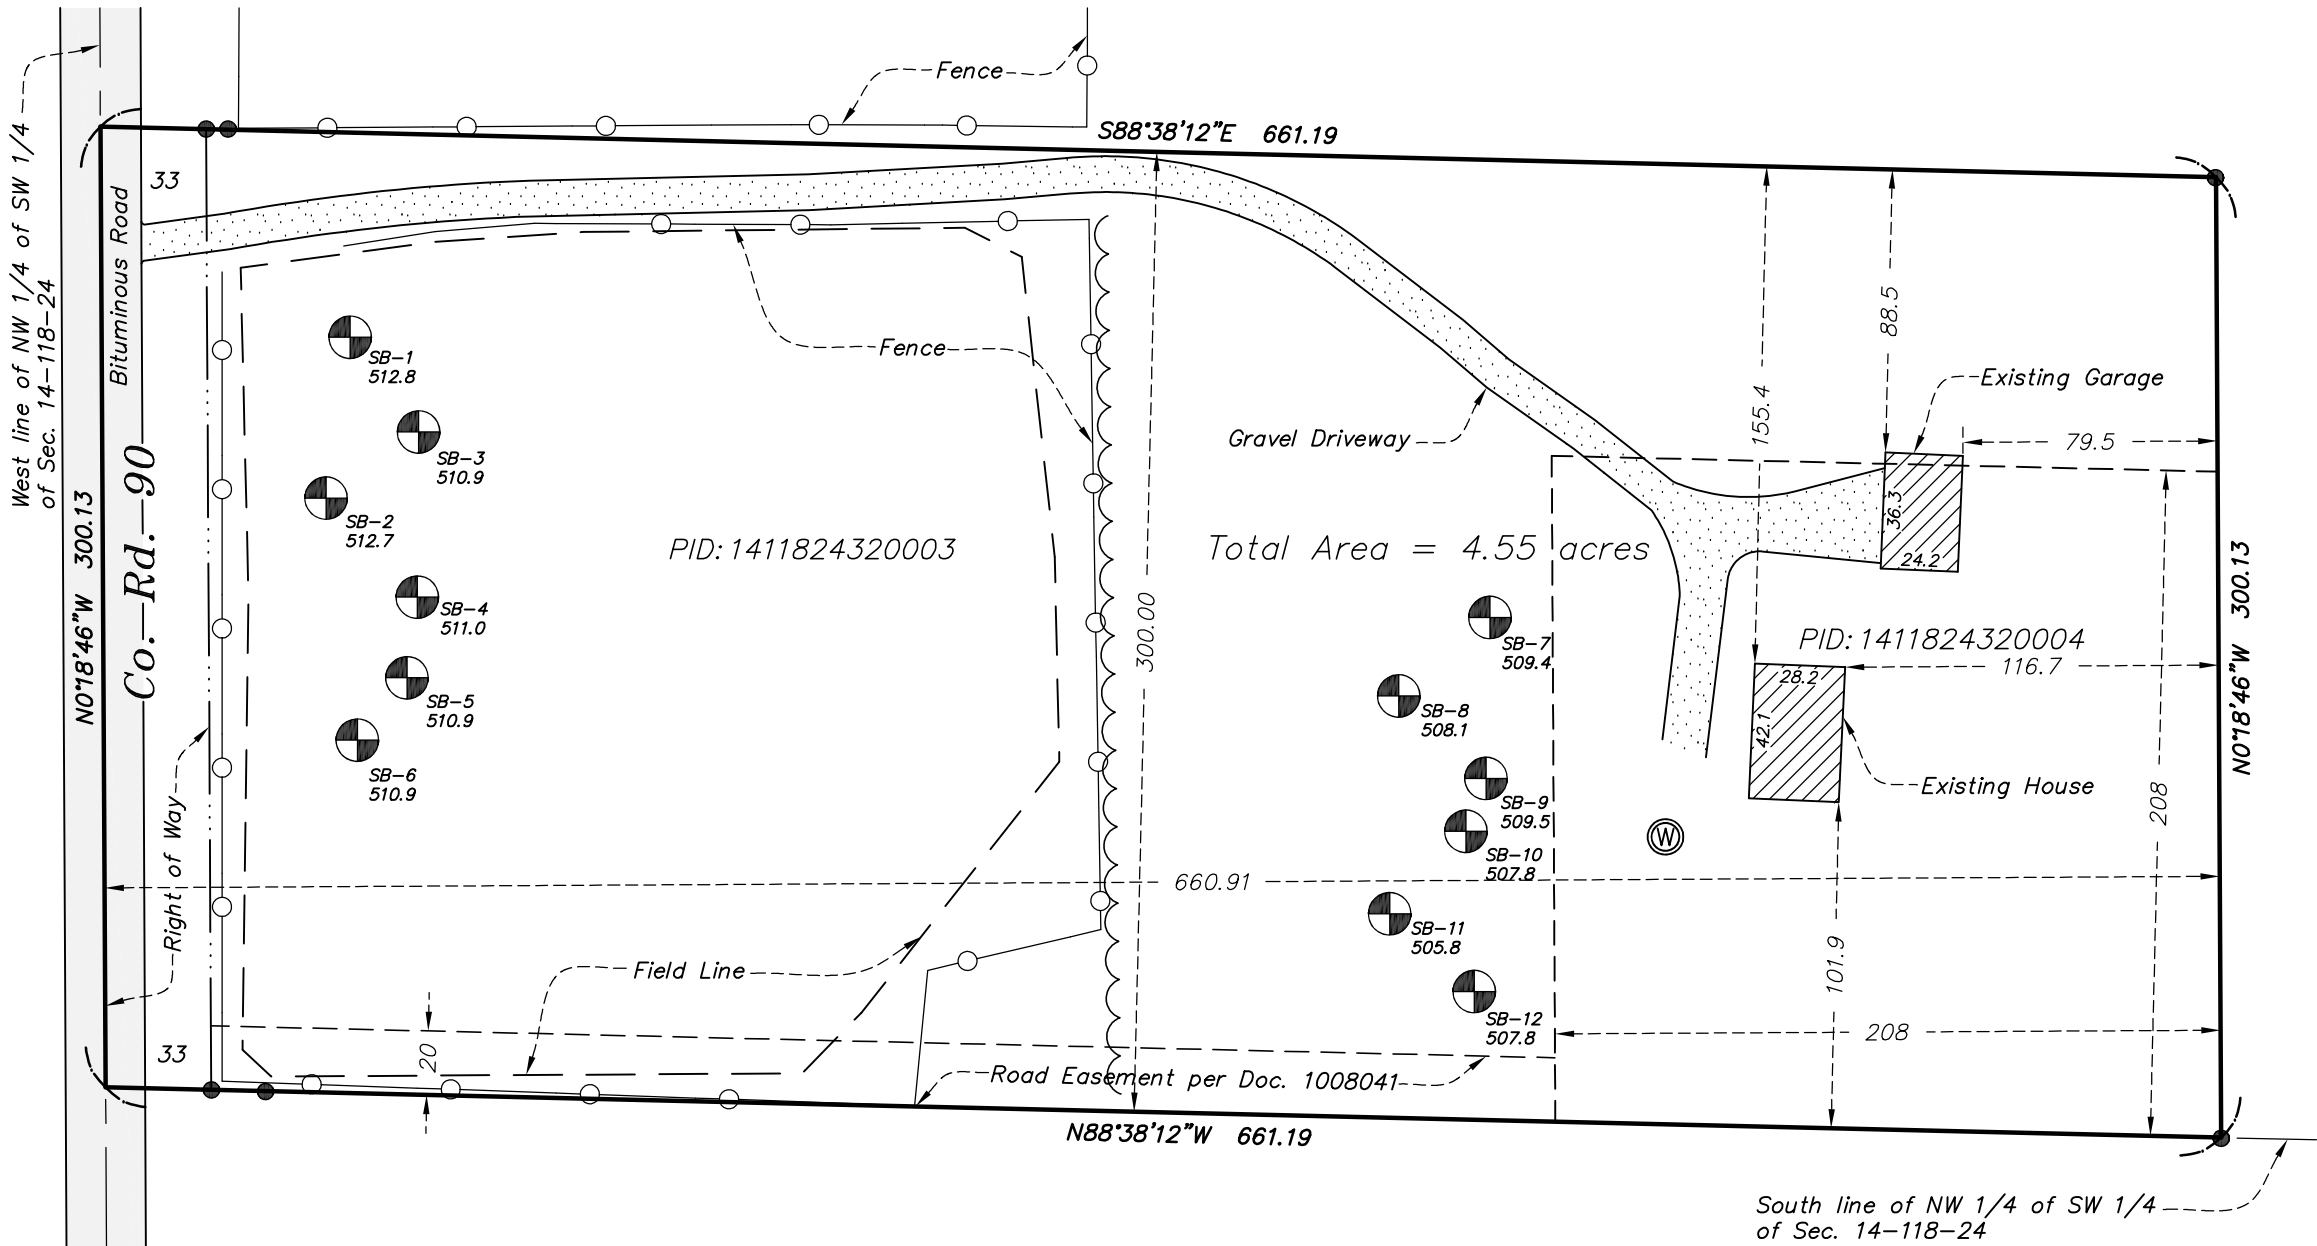 West line of NW 1/4 of SW 1/4
of Sec. 14-118-24
Fence
S88°38'12"E 661.19
33
Bituminous Road
Co. Rd. 90
N0°18'46"W 300.13
Right of Way
33
SB-1
512.8
SB-3
510.9
SB-2
512.7
SB-4
511.0
SB-5
510.9
SB-6
510.9
Fence
PID: 1411824320003
Total Area = 4.55 acres
300.00
Gravel Driveway
155.4
88.5
Existing Garage
79.5
36.3
24.2
PID: 1411824320004
116.7
28.2
42.1
Existing House
208
N0°18'46"W 300.13
SB-7
509.4
SB-8
508.1
SB-9
509.5
SB-10
507.8
SB-11
505.8
SB-12
507.8
W
660.91
101.9
208
Field Line
20
Road Easement per Doc. 1008041
N88°38'12"W 661.19
South line of NW 1/4 of SW 1/4
of Sec. 14-118-24